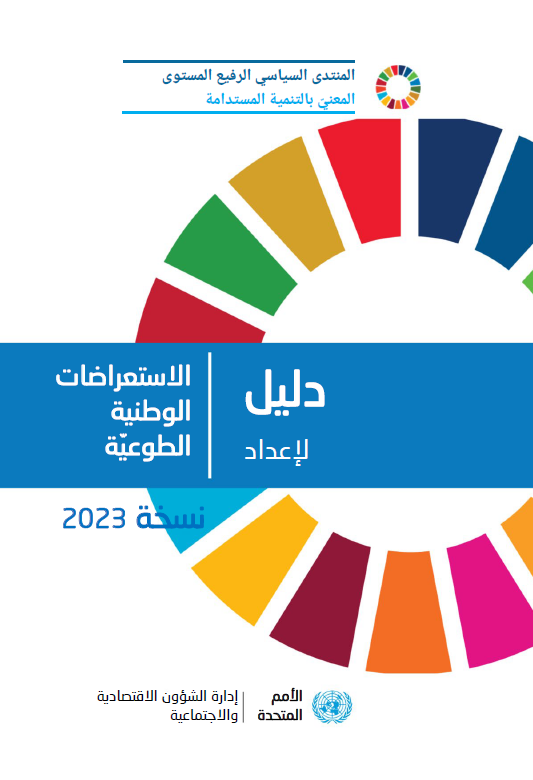 المنتدى السياسي الرفيع المستوى
المعنيّ بالتنمية المستدامة
دليل
لإعداد
الاستعراضات
الوطنية
الطوعيّة
نسخة 2023
الأمم
المتحدة
إدارة الشؤون الاقتصادية
والاجتماعية